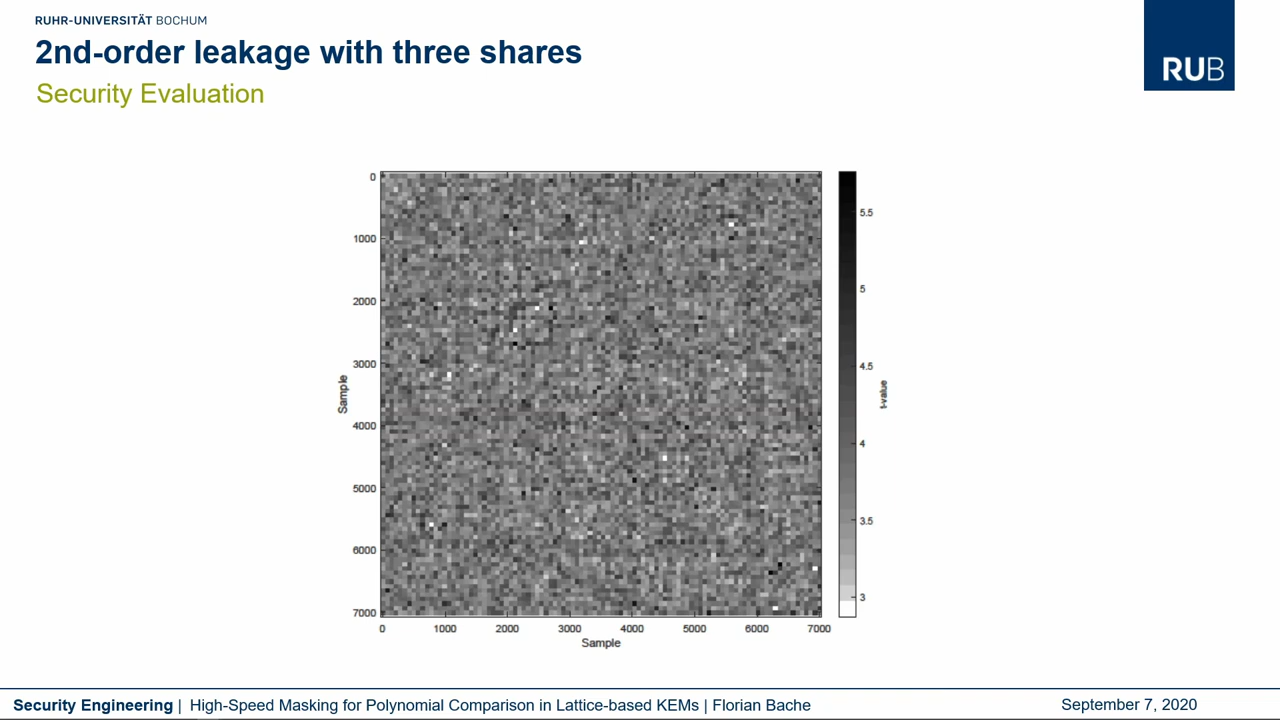 RUHR-UNIVERSITÄT BOCHUM
2nd-order leakage with three shares
Security Evaluation
RUB
0
1000
2000
3000
4000
5000
6000
7000
Sample
0 1000 2000 3000 4000 5000 6000 7000
Sample
5.5
5
4.5
4
3.5
3
t-value
Security Engineering | High-Speed Masking for Polynomial Comparison in Lattice-based KEMs | Florian Bache
September 7, 2020